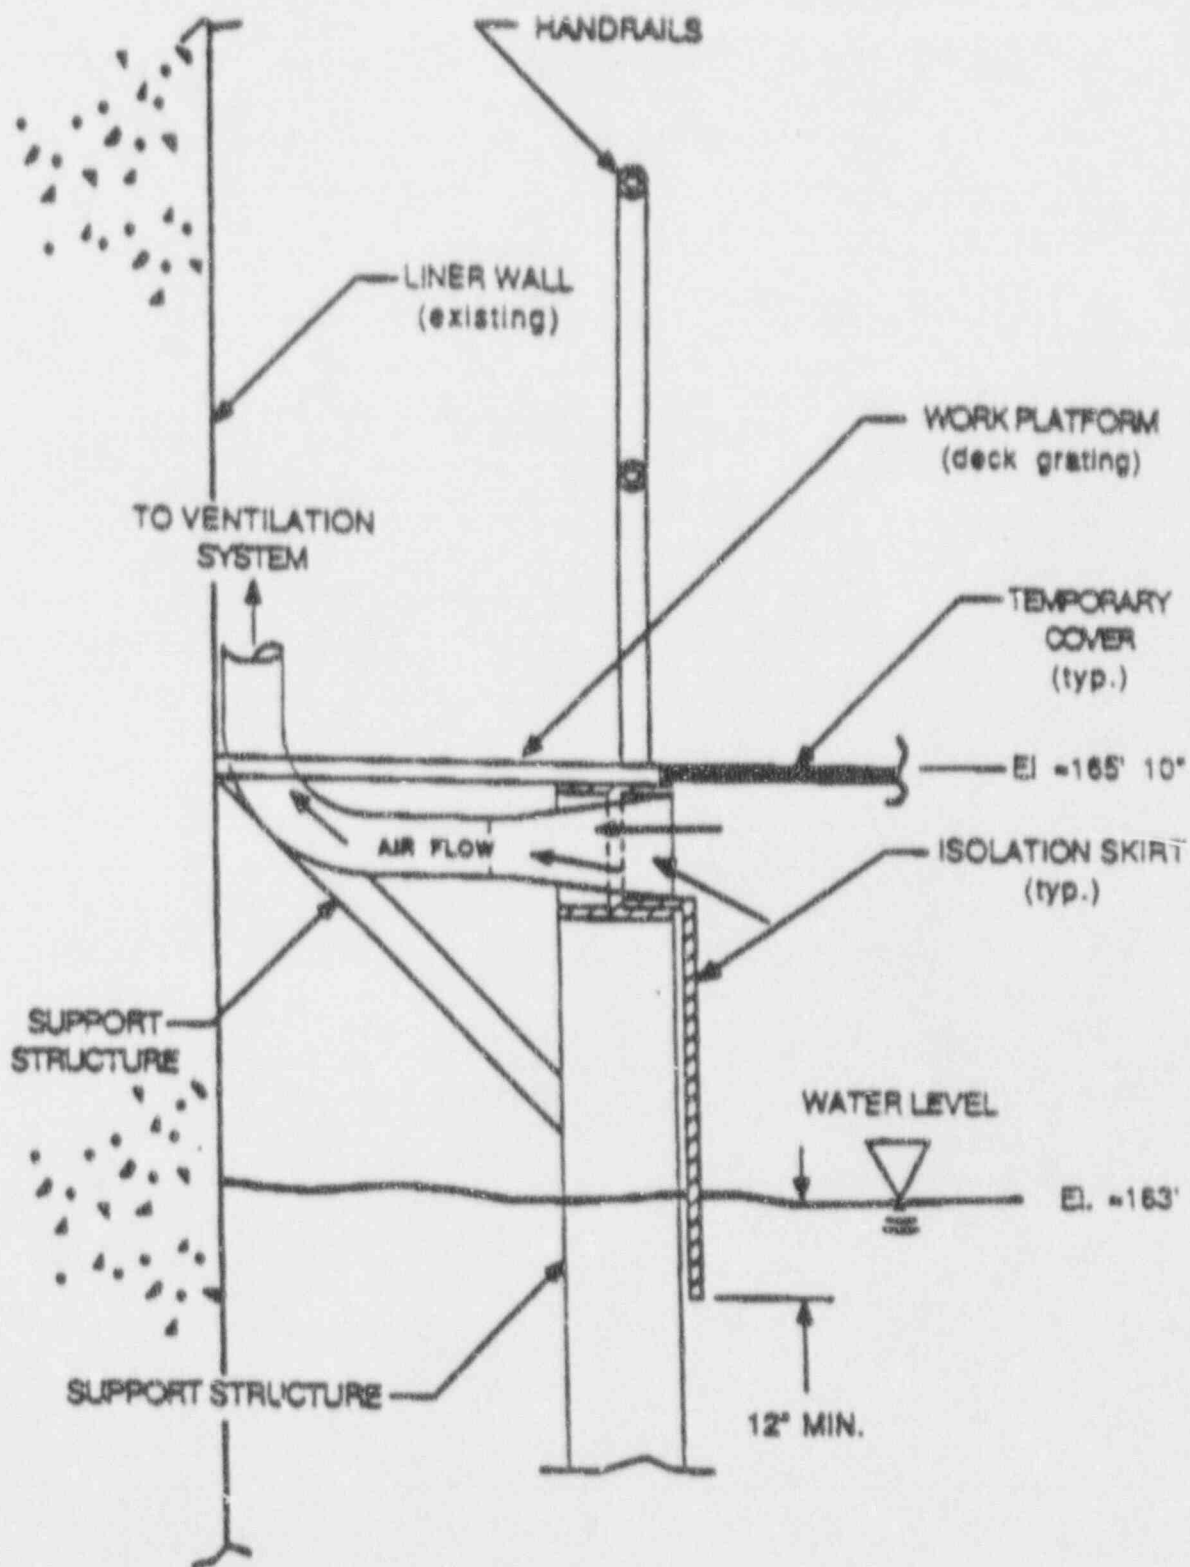 HANDRAILS
LINER WALL
(existing)
WORK PLATFORM
(deck grating)
TO VENTILATION
SYSTEM
TEMPORARY
COVER
(typ.)
El ≈165' 10"
AIR FLOW
ISOLATION SKIRT
(typ.)
SUPPORT
STRUCTURE
WATER LEVEL
El. ≈163'
SUPPORT STRUCTURE
12" MIN.